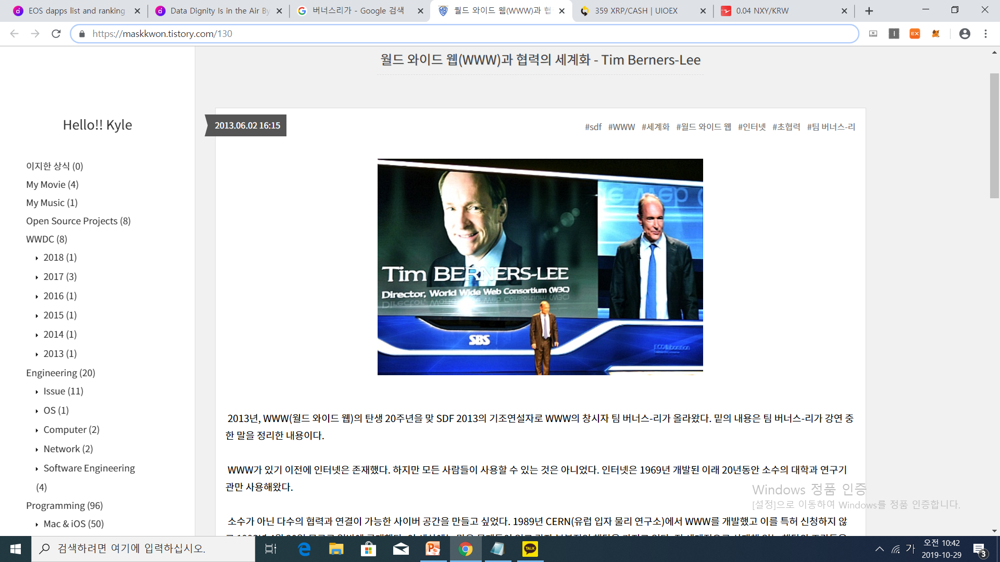 EOS dapps list and ranking
Data Dignity Is in the Air By
버너스리가 - Google 검색
월드 와이드 웹(WWW)과 협
359 XRP/CASH | UIOEX
0.04 NXY/KRW
https://maskkwon.tistory.com/130
EX
월드 와이드 웹(WWW)과 협력의 세계화 - Tim Berners-Lee
Hello!! Kyle
이지한 상식 (0)
My Movie (4)
My Music (1)
Open Source Projects (8)
WWDC (8)
2018 (1)
2017 (3)
2016 (1)
2015 (1)
2014 (1)
2013 (1)
Engineering (20)
Issue (11)
OS (1)
Computer (2)
Network (2)
Software Engineering
(4)
Programming (96)
Mac & iOS (50)
2013.06.02 16:15
#sdf #WWW #세계화 #월드 와이드 웹 #인터넷 #초협력 #팀 버너스-리
Tim BERNERS-LEE
Director, World Wide Web Consortium (W3C)
SBS
2013년, WWW(월드 와이드 웹)의 탄생 20주년을 맞 SDF 2013의 기조연설자로 WWW의 창시자 팀 버너스-리가 올라왔다. 밑의 내용은 팀 버너스-리가 강연 중
한 말을 정리한 내용이다.
WWW가 있기 이전에 인터넷은 존재했다. 하지만 모든 사람들이 사용할 수 있는 것은 아니었다. 인터넷은 1969년 개발된 이래 20년동안 소수의 대학과 연구기
관만 사용해왔다.
소수가 아닌 다수의 협력과 연결이 가능한 사이버 공간을 만들고 싶었다. 1989년 CERN(유럽 입자 물리 연구소)에서 WWW를 개발했고 이를 특허 신청하지 않
Windows 정품 인증
[설정]으로 이동하여 Windows를 정품 인증합니다.
검색하려면 여기에 입력하십시오.
TALK
가
오전 10:42
2019-10-29
3